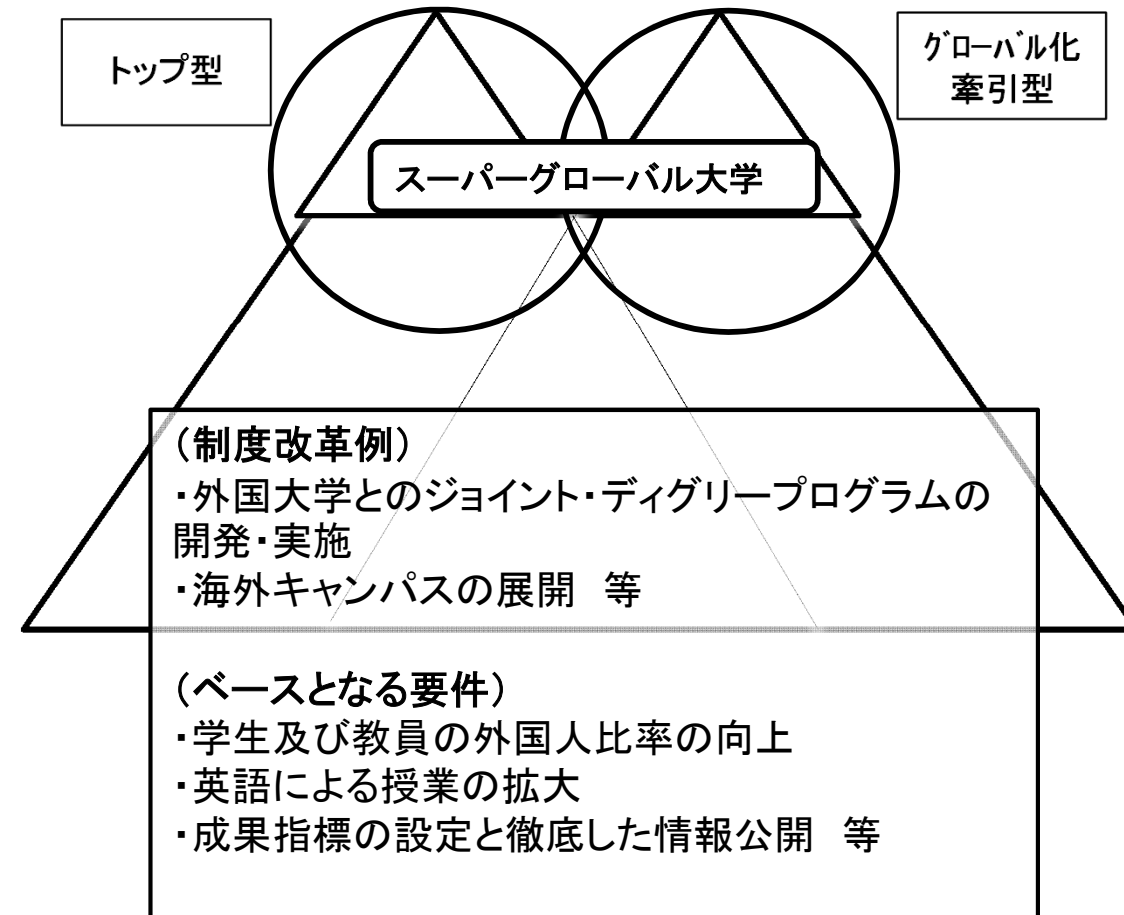 トップ型
グローバル化
牽引型
スーパーグローバル大学
（制度改革例）
・外国大学とのジョイント・ディグリープログラムの
開発・実施
・海外キャンパスの展開　等
（ベースとなる要件）
・学生及び教員の外国人比率の向上
・英語による授業の拡大
・成果指標の設定と徹底した情報公開　等